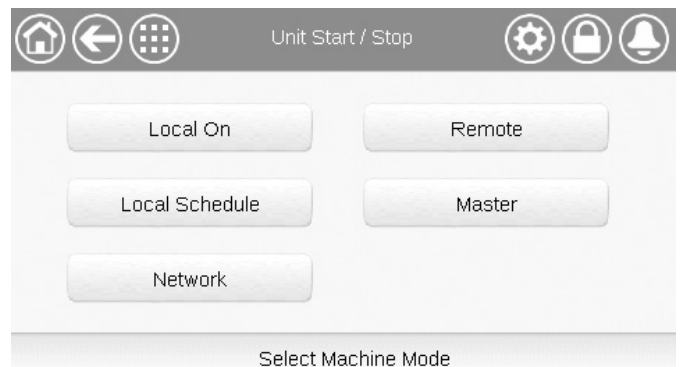 Unit Start / Stop
Local On
Remote
Local Schedule
Master
Network
Select Machine Mode